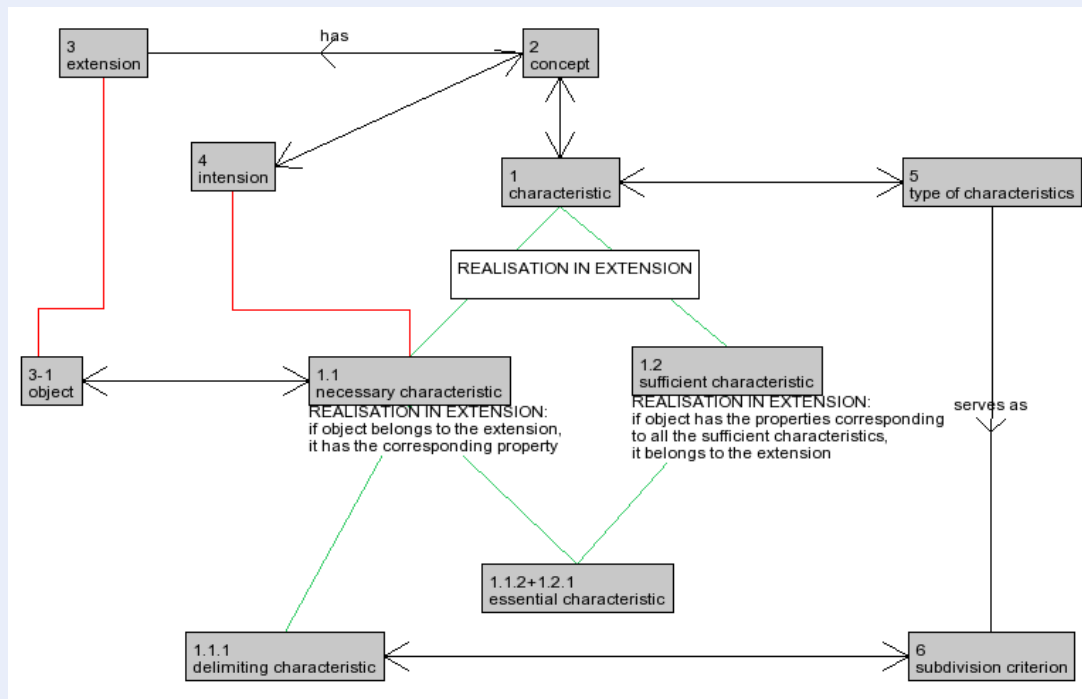 has
3
extension
2
concept
4
intension
1
characteristic
5
type of characteristics
REALISATION IN EXTENSION
3-1
object
1.1
necessary characteristic
REALISATION IN EXTENSION:
if object belongs to the extension,
it has the corresponding property
1.2
sufficient characteristic
REALISATION IN EXTENSION:
if object has the properties corresponding
to all the sufficient characteristics,
it belongs to the extension
serves as
1.1.2+1.2.1
essential characteristic
1.1.1
delimiting characteristic
6
subdivision criterion